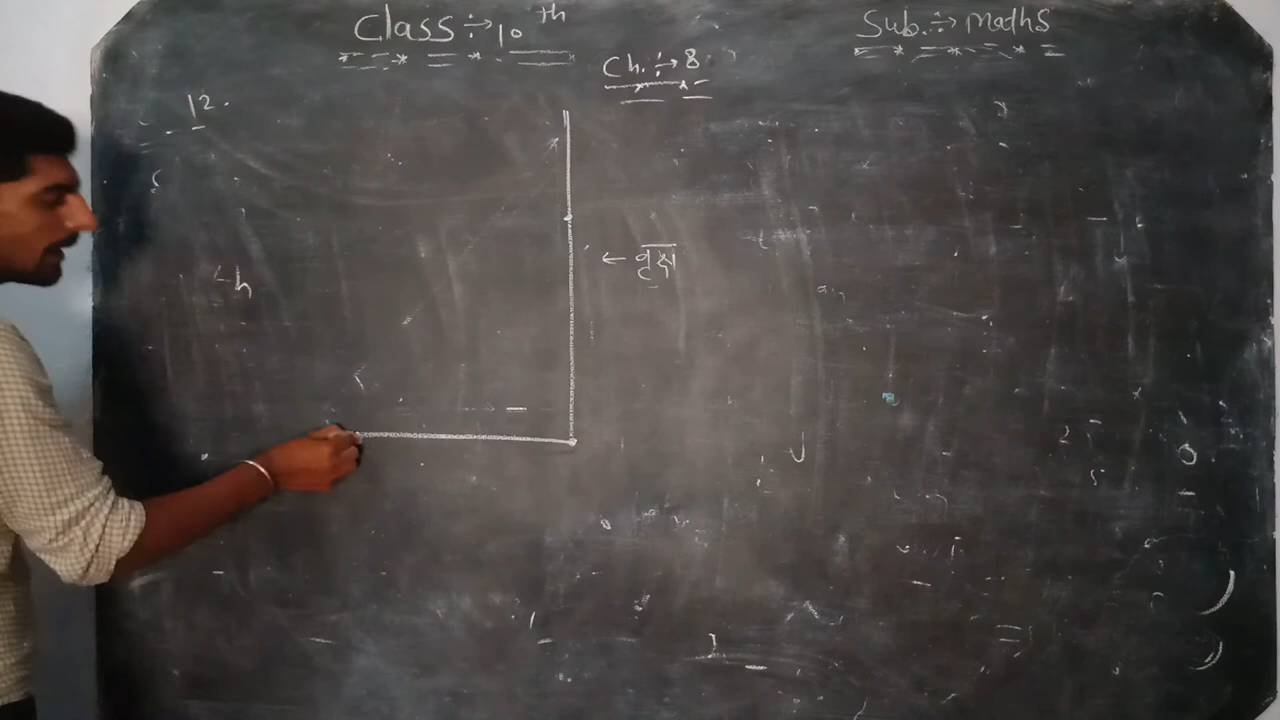 Class ÷→ 10th
Sub. ÷→ maths
Ch. ÷→ 8
12.
← वृक्ष